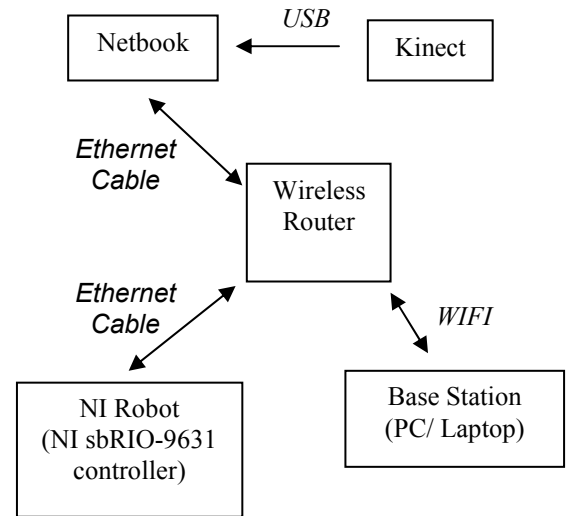 Netbook
USB
Kinect
Ethernet
Cable
Wireless
Router
Ethernet
Cable
WIFI
NI Robot
(NI sbRIO-9631
controller)
Base Station
(PC/ Laptop)